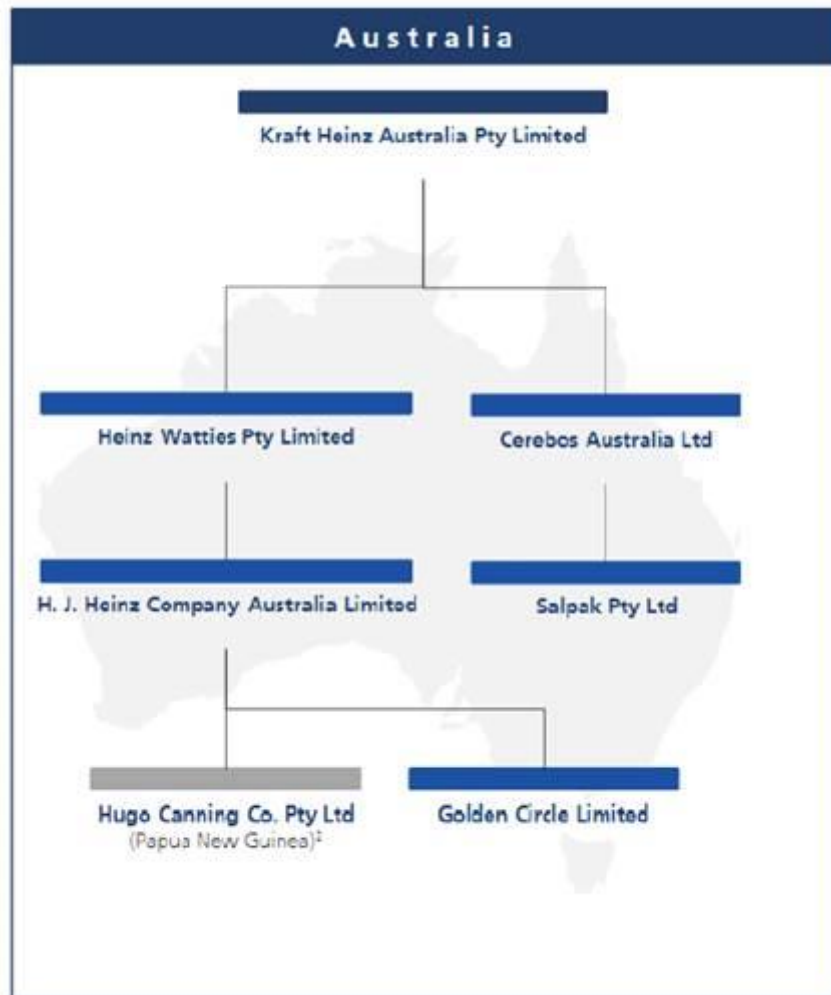 Australia
Kraft Heinz Australia Pty Limited
Heinz Watties Pty Limited
Cerebos Australia Ltd
H. J. Heinz Company Australia Limited
Salpak Pty Ltd
Hugo Canning Co. Pty Ltd
(Papua New Guinea)²
Golden Circle Limited